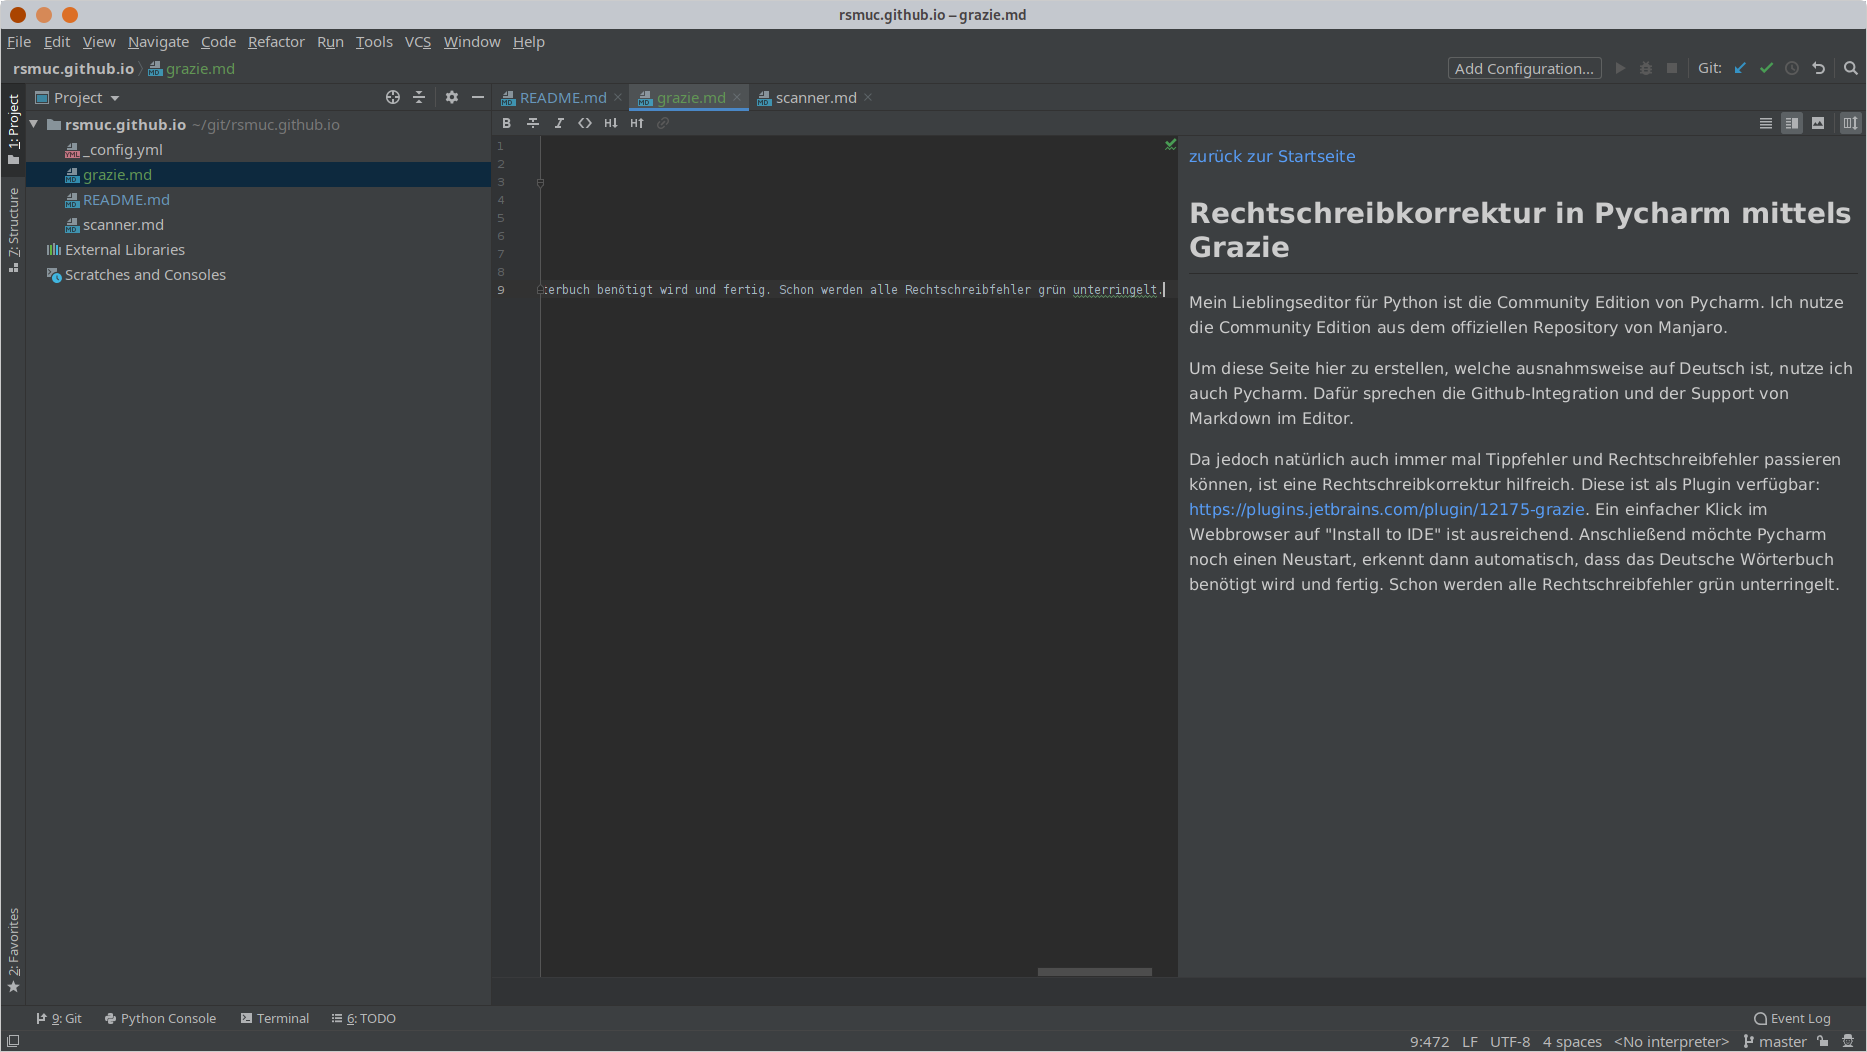 rsmuc.github.io – grazie.md
File Edit View Navigate Code Refactor Run Tools VCS Window Help
rsmuc.github.io grazie.md Add Configuration... Git:
1: Project
Project
README.md grazie.md scanner.md
rsmuc.github.io ~/git/rsmuc.github.io
_config.yml
grazie.md
README.md
scanner.md
External Libraries
Scratches and Consoles
7: Structure
2: Favorites
B I <> H↓ H↑
1
2
3
4
5
6
7
8
9 terbuch benötigt wird und fertig. Schon werden alle Rechtschreibfehler grün unterringelt.
zurück zur Startseite
Rechtschreibkorrektur in Pycharm mittels
Grazie
Mein Lieblingseditor für Python ist die Community Edition von Pycharm. Ich nutze
die Community Edition aus dem offiziellen Repository von Manjaro.
Um diese Seite hier zu erstellen, welche ausnahmsweise auf Deutsch ist, nutze ich
auch Pycharm. Dafür sprechen die Github-Integration und der Support von
Markdown im Editor.
Da jedoch natürlich auch immer mal Tippfehler und Rechtschreibfehler passieren
können, ist eine Rechtschreibkorrektur hilfreich. Diese ist als Plugin verfügbar:
https://plugins.jetbrains.com/plugin/12175-grazie. Ein einfacher Klick im
Webbrowser auf "Install to IDE" ist ausreichend. Anschließend möchte Pycharm
noch einen Neustart, erkennt dann automatisch, dass das Deutsche Wörterbuch
benötigt wird und fertig. Schon werden alle Rechtschreibfehler grün unterringelt.
9: Git Python Console Terminal 6: TODO Event Log
9:472 LF UTF-8 4 spaces <No interpreter> master